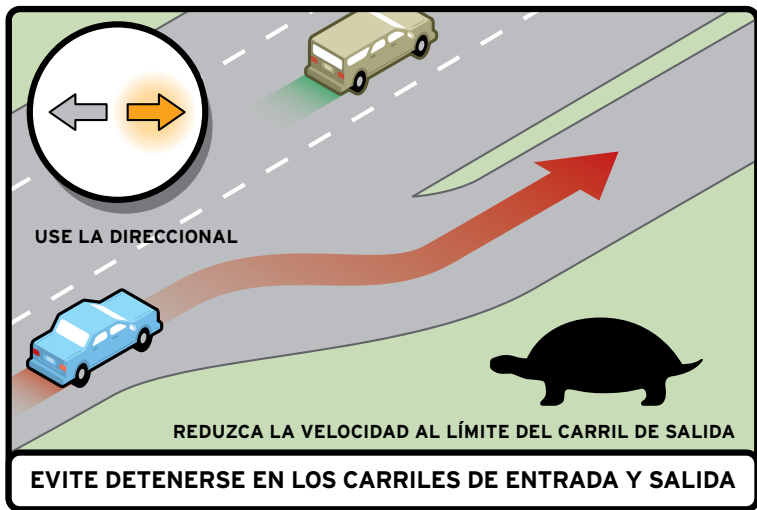 USE LA DIRECCIONAL
REDUZCA LA VELOCIDAD AL LÍMITE DEL CARRIL DE SALIDA
EVITE DETENERSE EN LOS CARRILES DE ENTRADA Y SALIDA